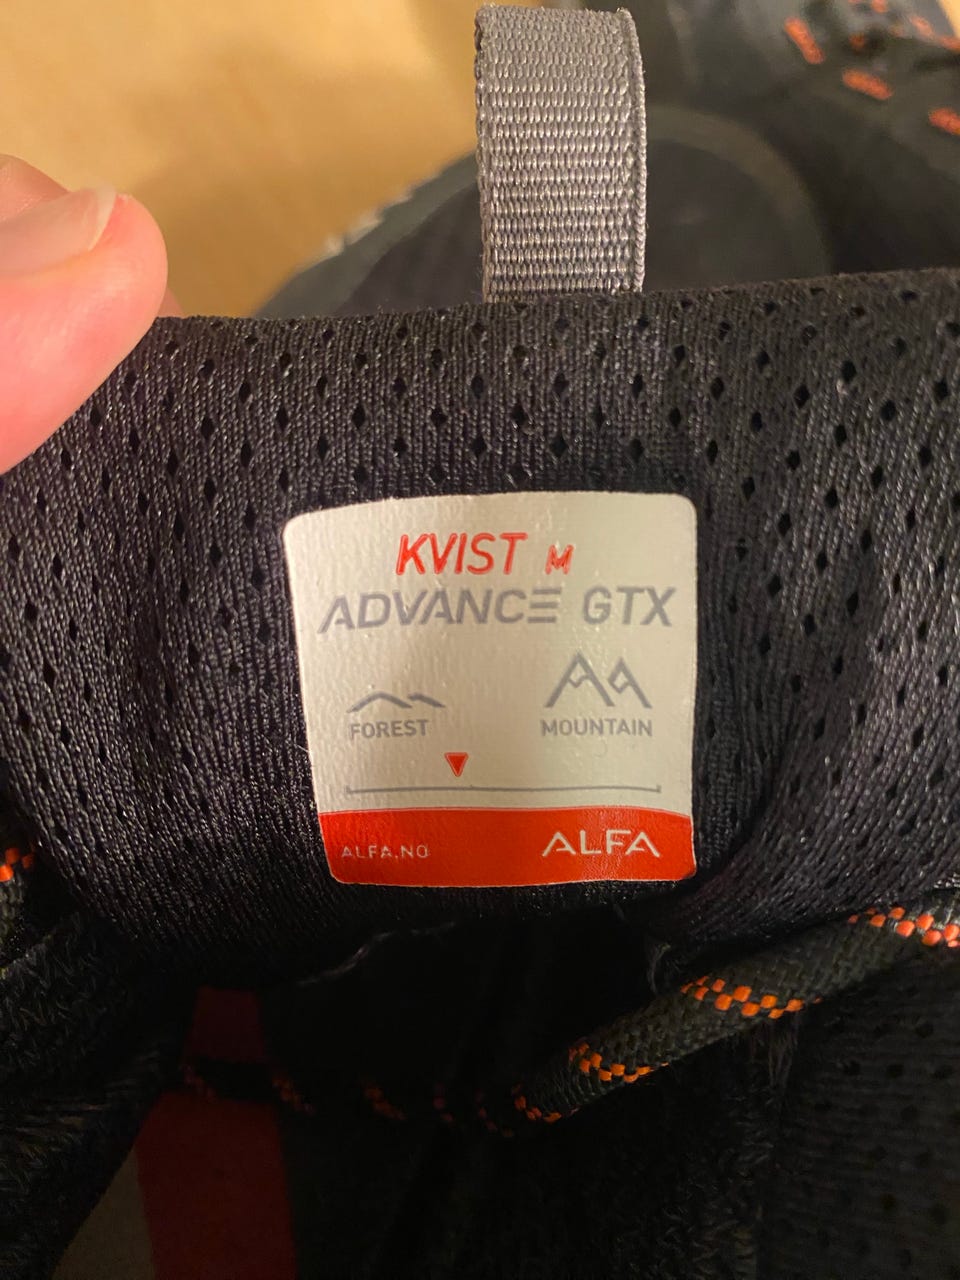 KVIST M
ADVANCE GTX
FOREST MOUNTAIN
ALFA.NO ALFA